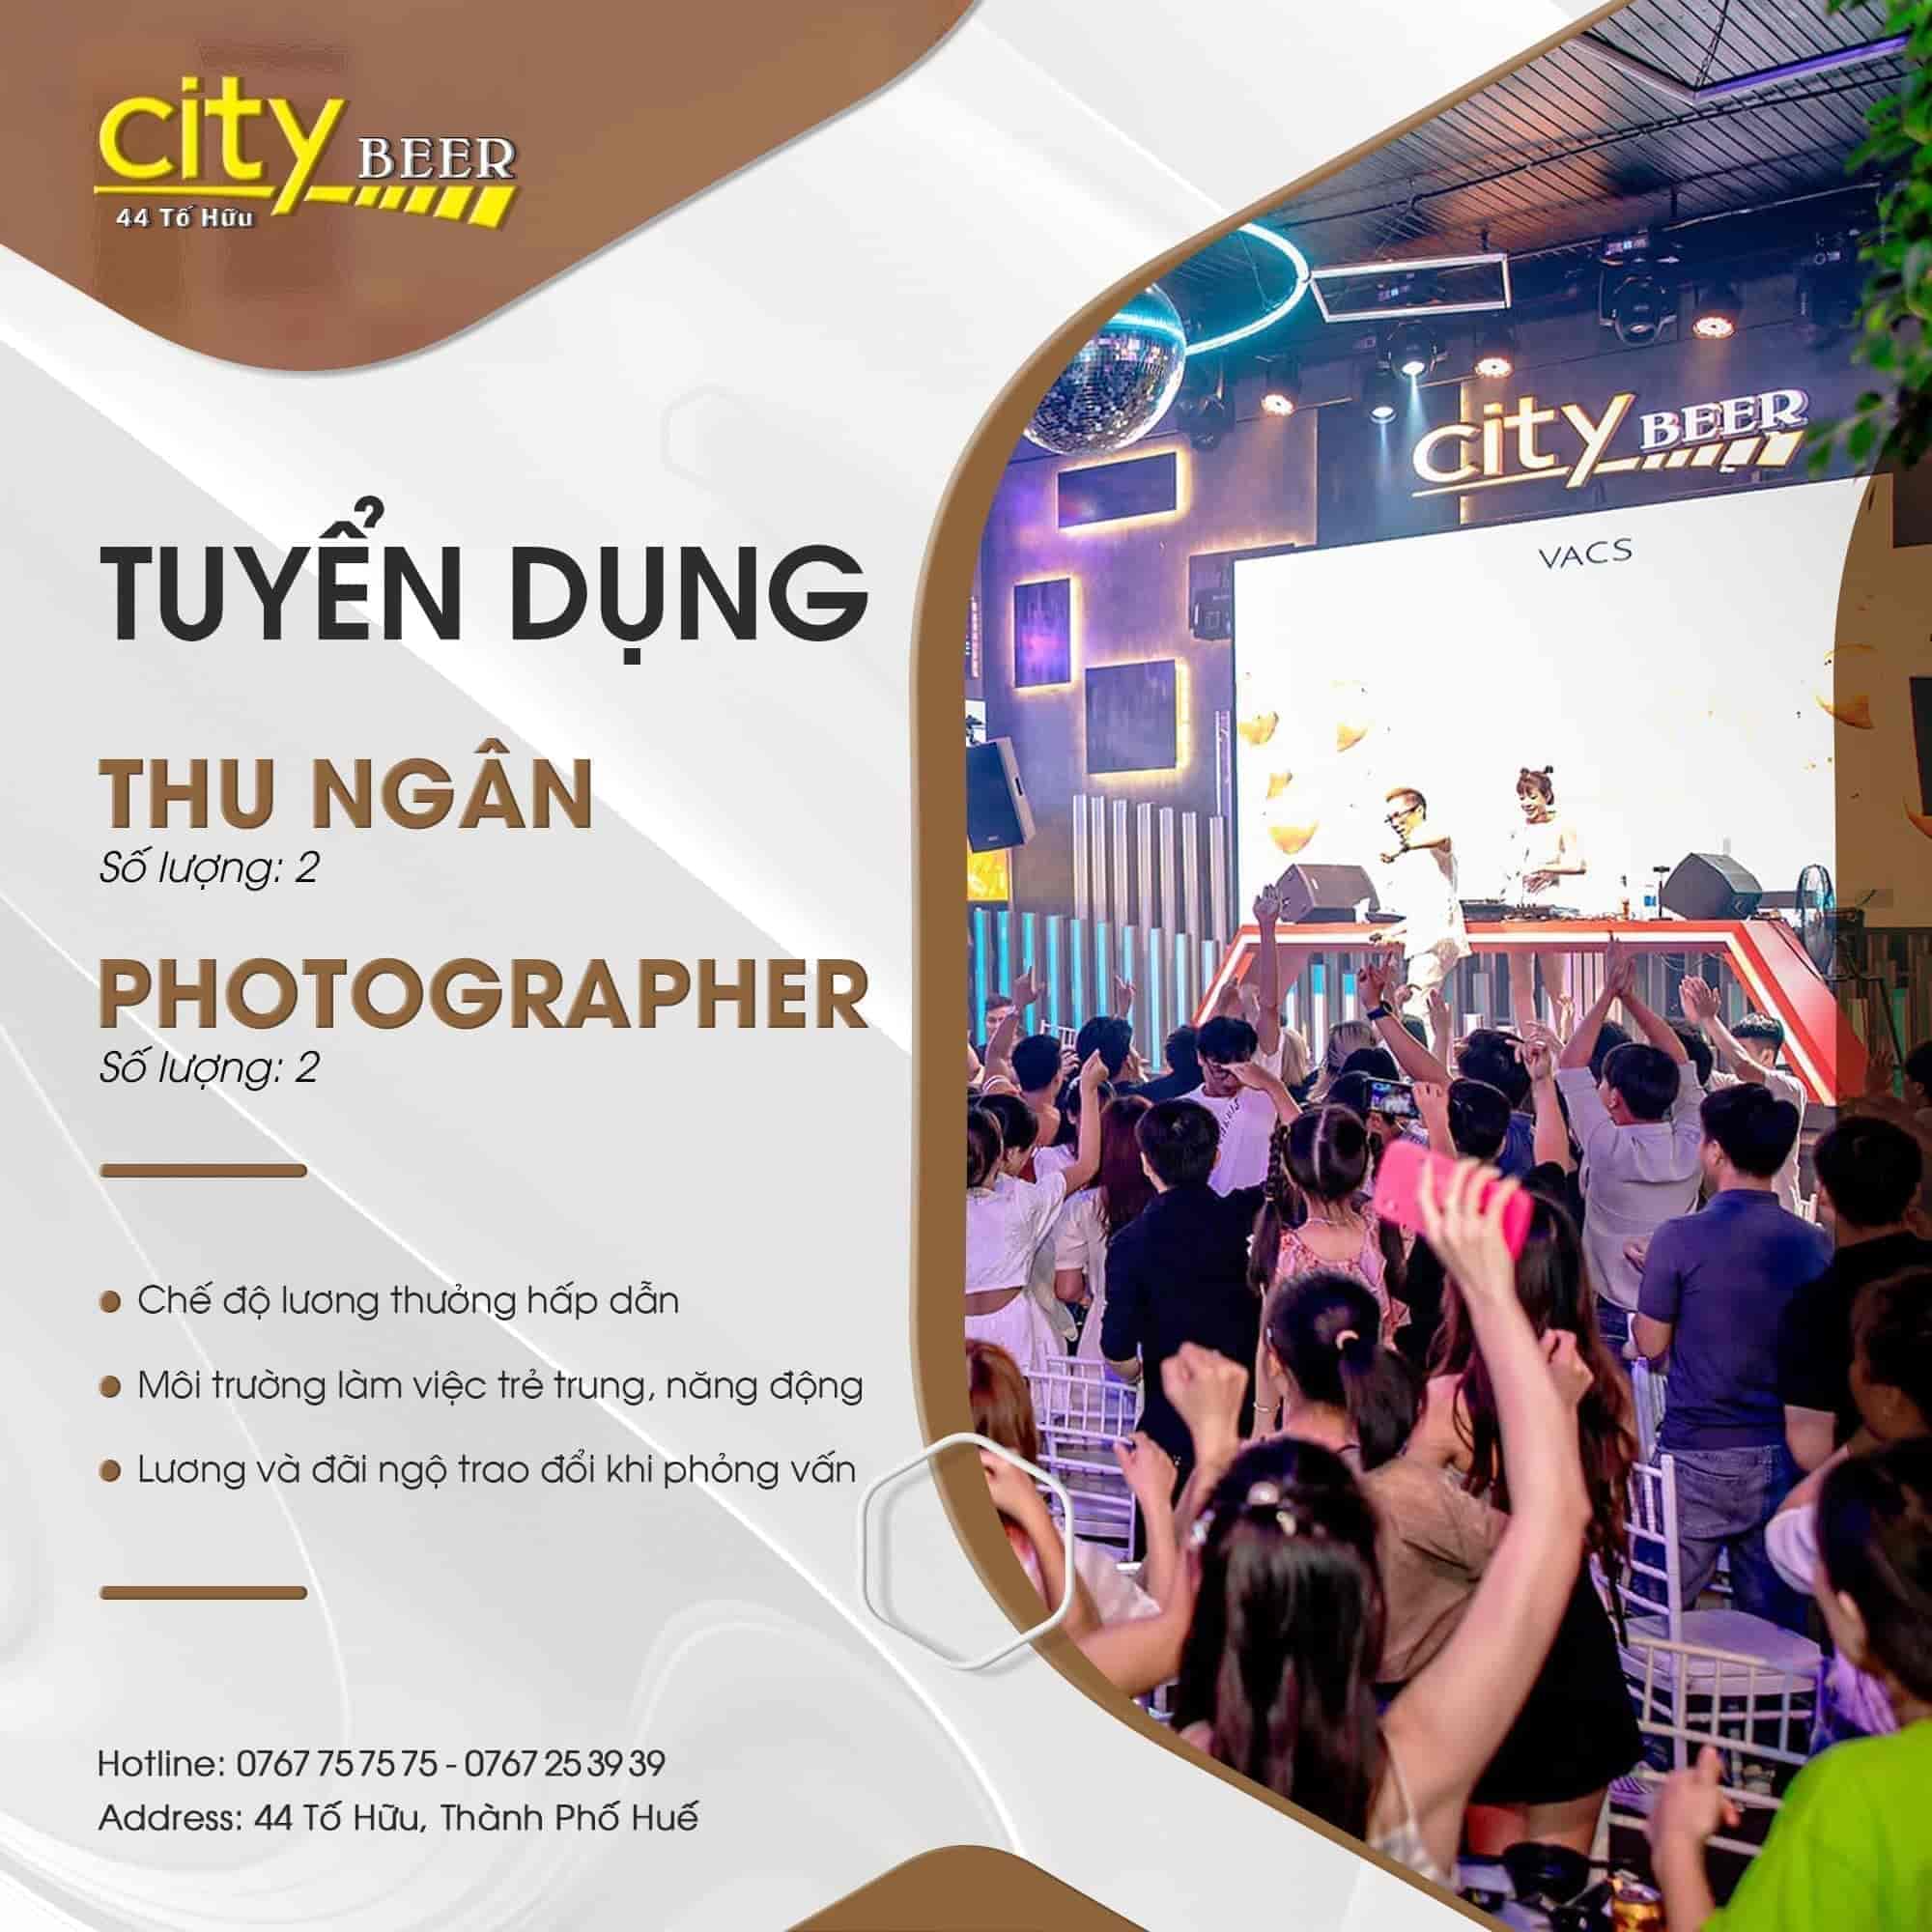 city BEER
44 Tố Hữu
city BEER
VACS
TUYỂN DỤNG
THU NGÂN
Số lượng: 2
PHOTOGRAPHER
Số lượng: 2
Chế độ lương thưởng hấp dẫn
Môi trường làm việc trẻ trung, năng động
Lương và đãi ngộ trao đổi khi phỏng vấn
Hotline: 0767 75 75 75 - 0767 25 39 39
Address: 44 Tố Hữu, Thành Phố Huế